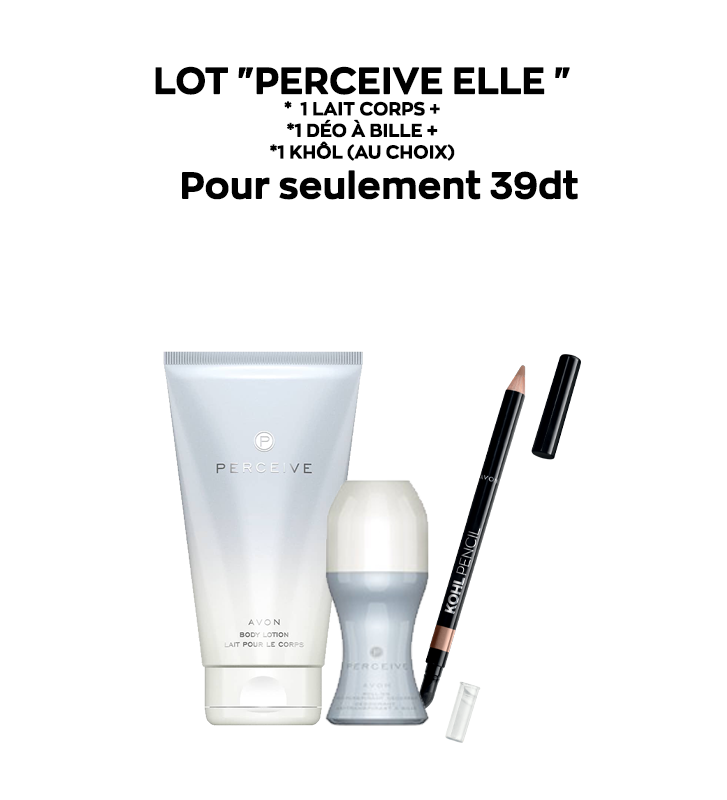 LOT "PERCEIVE ELLE "
* 1 LAIT CORPS +
*1 DÉO À BILLE +
*1 KHÔL (AU CHOIX)
Pour seulement 39dt
P
PERCEIVE
AVON
BODY LOTION
LAIT POUR LE CORPS
P
PERCEIVE
AVON
AVON
KOHL PENCIL